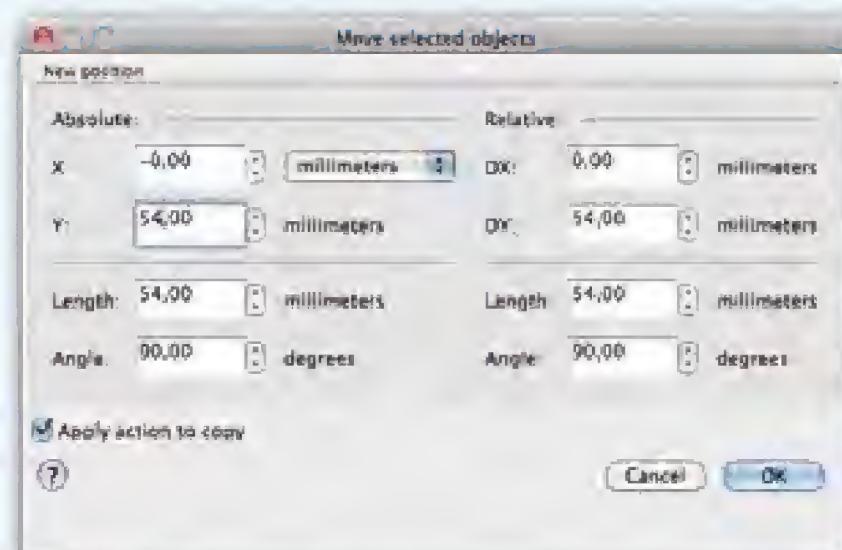 Move selected objects
New position
Absolute: Relative
X -0,00 millimeters DX: 0,00 millimeters
Y: 54,00 millimeters DY: 54,00 millimeters
Length: 54,00 millimeters Length 54,00 millimeters
Angle: 90,00 degrees Angle 90,00 degrees
Apply action to copy
? Cancel OK